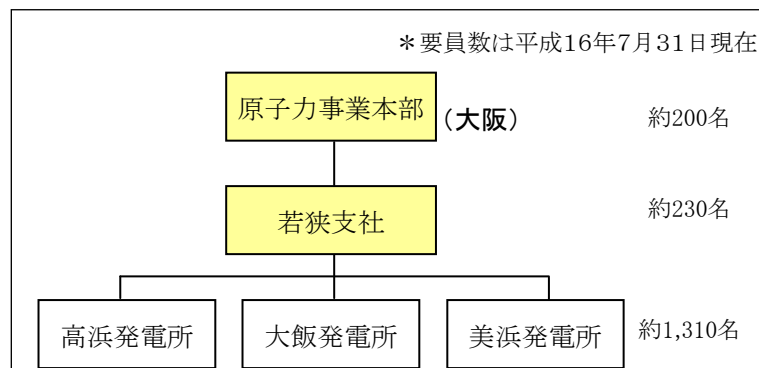 ＊要員数は平成16年7月31日現在
原子力事業本部 （大阪） 約200名
若狭支社 約230名
高浜発電所 大飯発電所 美浜発電所 約1,310名